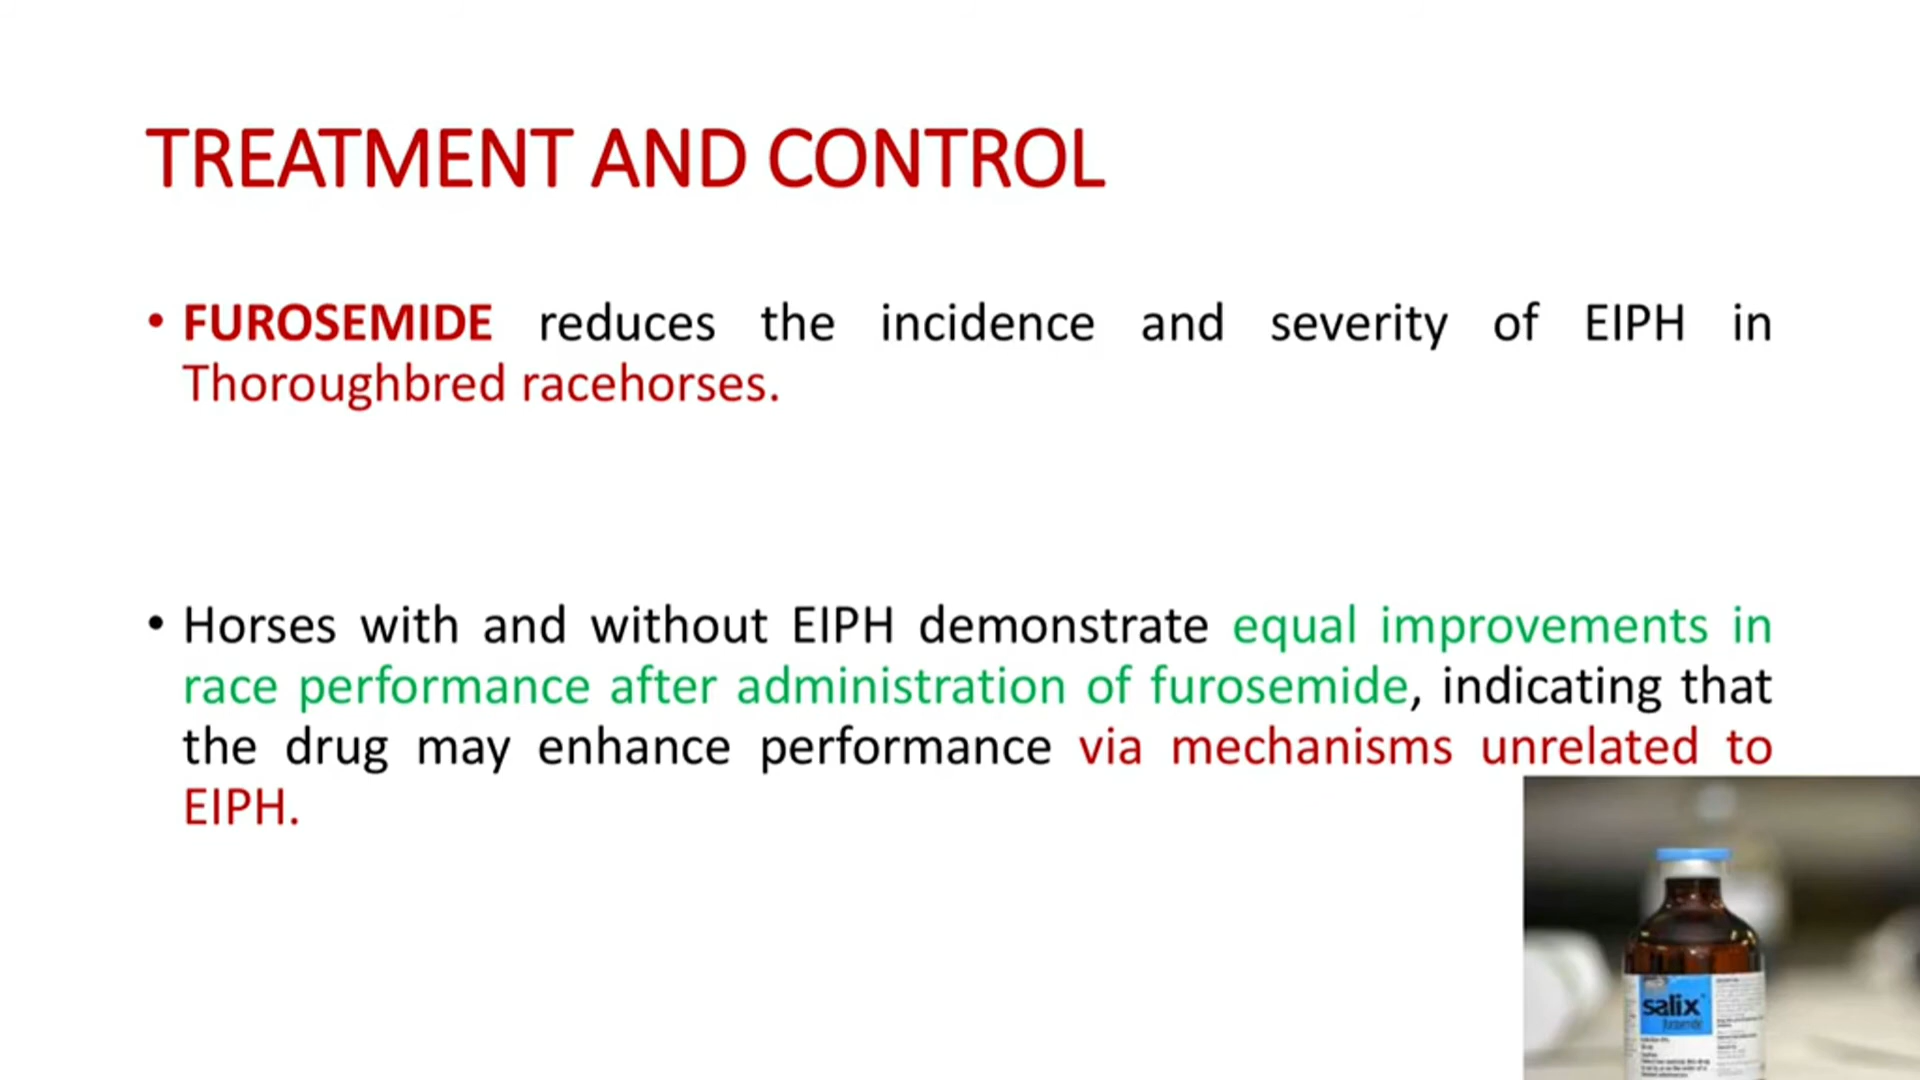 TREATMENT AND CONTROL
• FUROSEMIDE reduces the incidence and severity of EIPH in
Thoroughbred racehorses.
• Horses with and without EIPH demonstrate equal improvements in
race performance after administration of furosemide, indicating that
the drug may enhance performance via mechanisms unrelated to
EIPH.
salix
furosemide